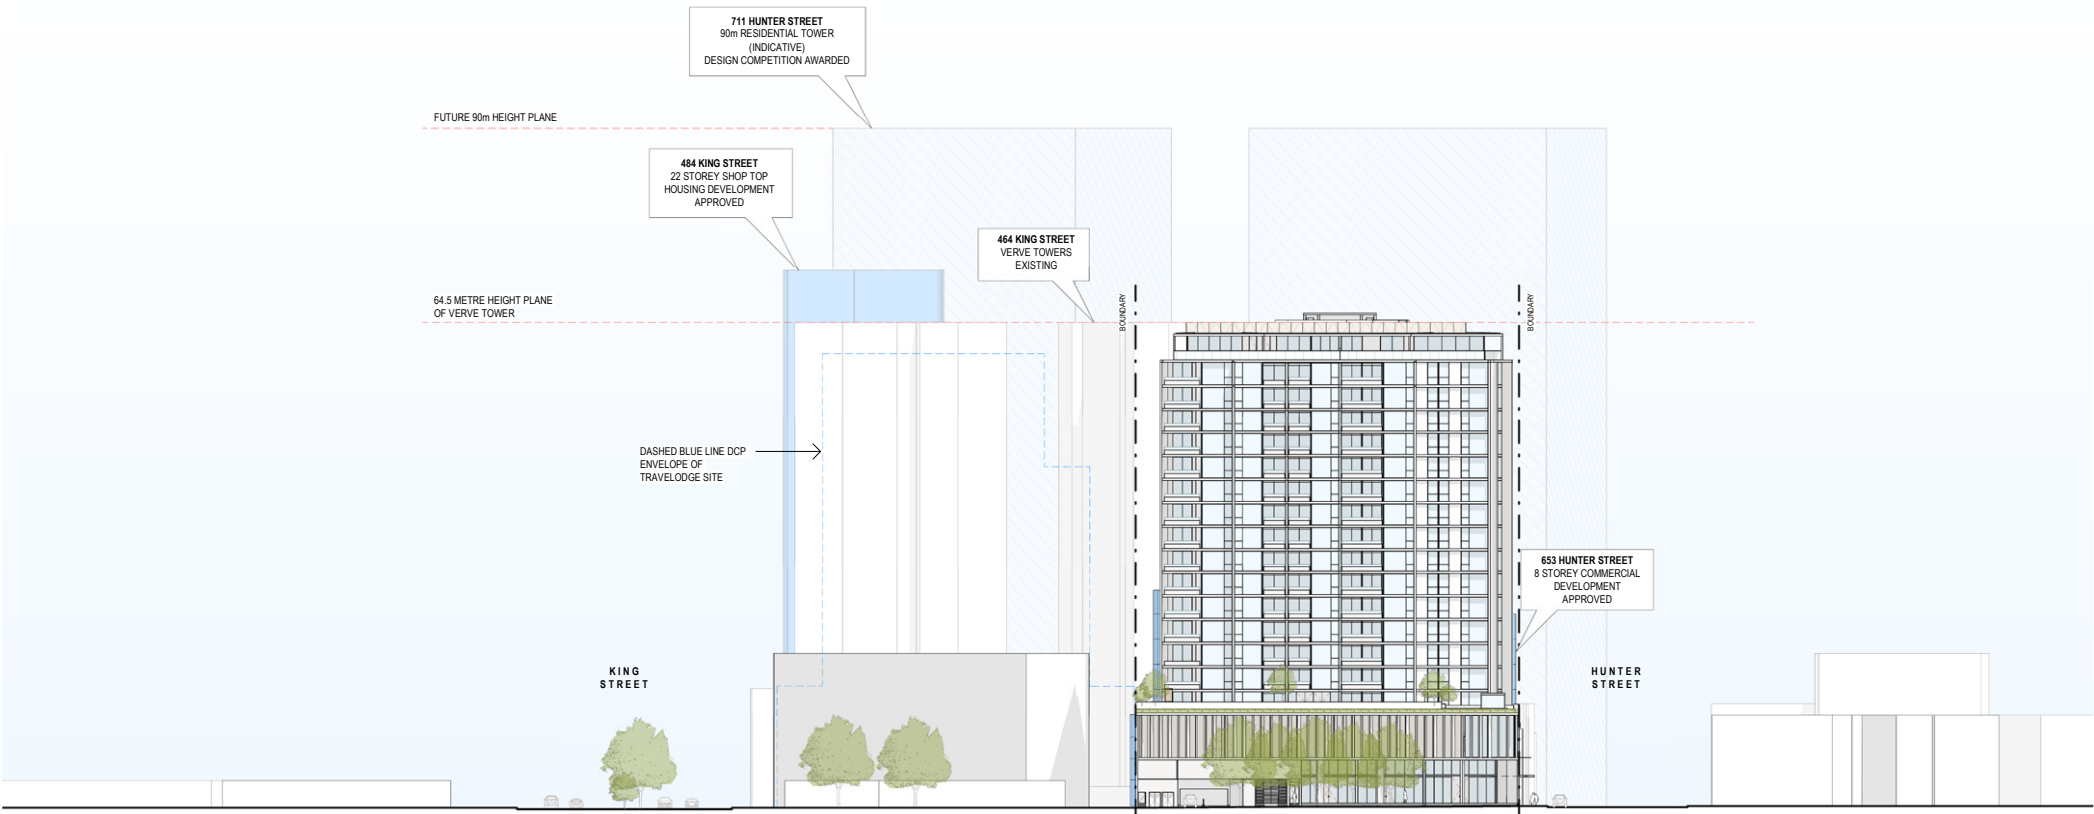 711 HUNTER STREET
90m RESIDENTIAL TOWER
(INDICATIVE)
DESIGN COMPETITION AWARDED
FUTURE 90m HEIGHT PLANE
484 KING STREET
22 STOREY SHOP TOP
HOUSING DEVELOPMENT
APPROVED
464 KING STREET
VERVE TOWERS
EXISTING
64.5 METRE HEIGHT PLANE
OF VERVE TOWER
BOUNDARY
BOUNDARY
DASHED BLUE LINE DCP
ENVELOPE OF
TRAVELODGE SITE
653 HUNTER STREET
8 STOREY COMMERCIAL
DEVELOPMENT
APPROVED
KING
STREET
HUNTER
STREET